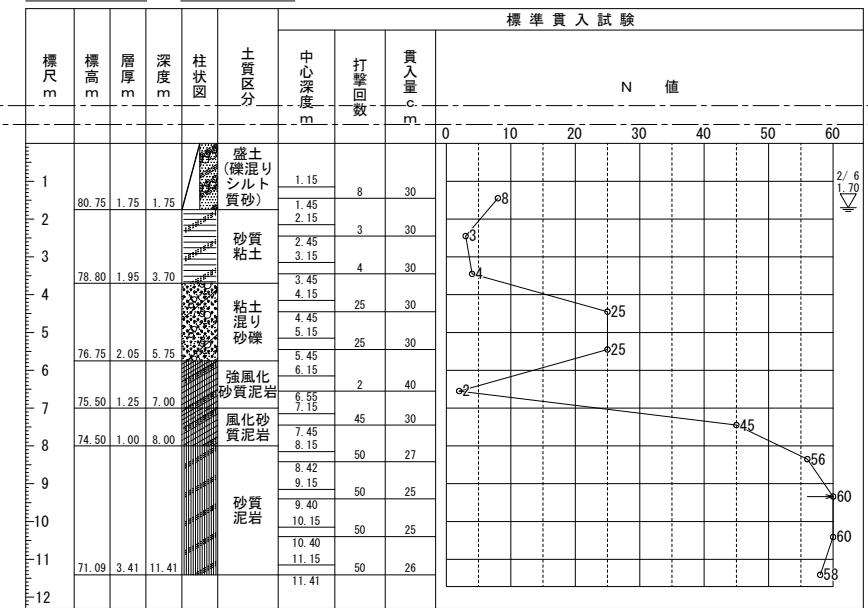 標準貫入試験
標尺m
標高m
層厚m
深度m
柱状図
土質区分
中心深度m
打撃回数
貫入量cm
N 値
0 10 20 30 40 50 60
盛土
(礫混り
シルト
質砂)
80.75 1.75 1.75
砂質
粘土
78.80 1.95 3.70
粘土
混り
砂礫
76.75 2.05 5.75
強風化
砂質泥岩
75.50 1.25 7.00
風化砂
質泥岩
74.50 1.00 8.00
砂質
泥岩
71.09 3.41 11.41
1
2
3
4
5
6
7
8
9
10
11
12
1.15
8 30
1.45
2.15
3 30
2.45
3.15
4 30
3.45
4.15
25 30
4.45
5.15
25 30
5.45
6.15
2 40
6.55
7.15
45 30
7.45
8.15
50 27
8.42
9.15
50 25
9.40
10.15
50 25
10.40
11.15
50 26
11.41
8
3
4
25
25
2
45
56
60
60
58
2/ 6
1.70